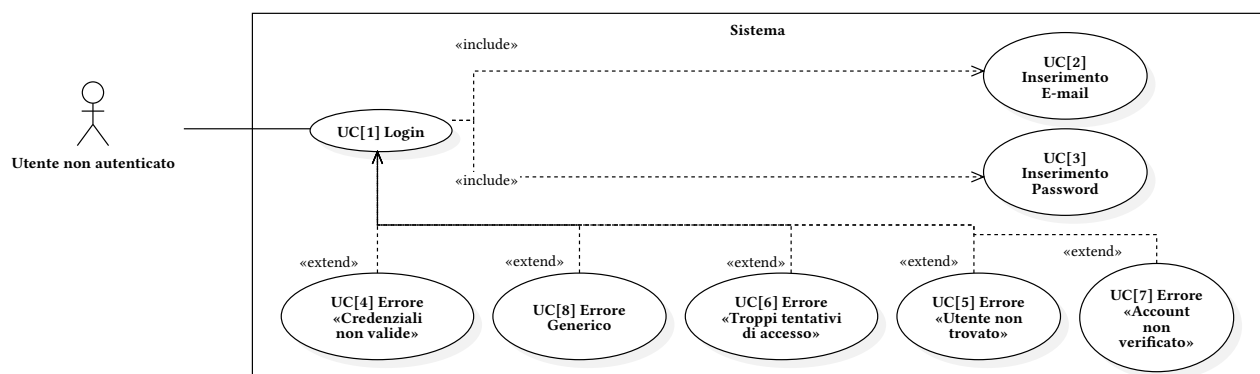 Sistema
«include»
UC[2]
Inserimento
E-mail
UC[1] Login
Utente non autenticato
«include»
UC[3]
Inserimento
Password
«extend»
«extend»
«extend»
«extend»
«extend»
UC[4] Errore
«Credenziali
non valide»
UC[8] Errore
Generico
UC[6] Errore
«Troppi tentativi
di accesso»
UC[5] Errore
«Utente non
trovato»
UC[7] Errore
«Account
non
verificato»